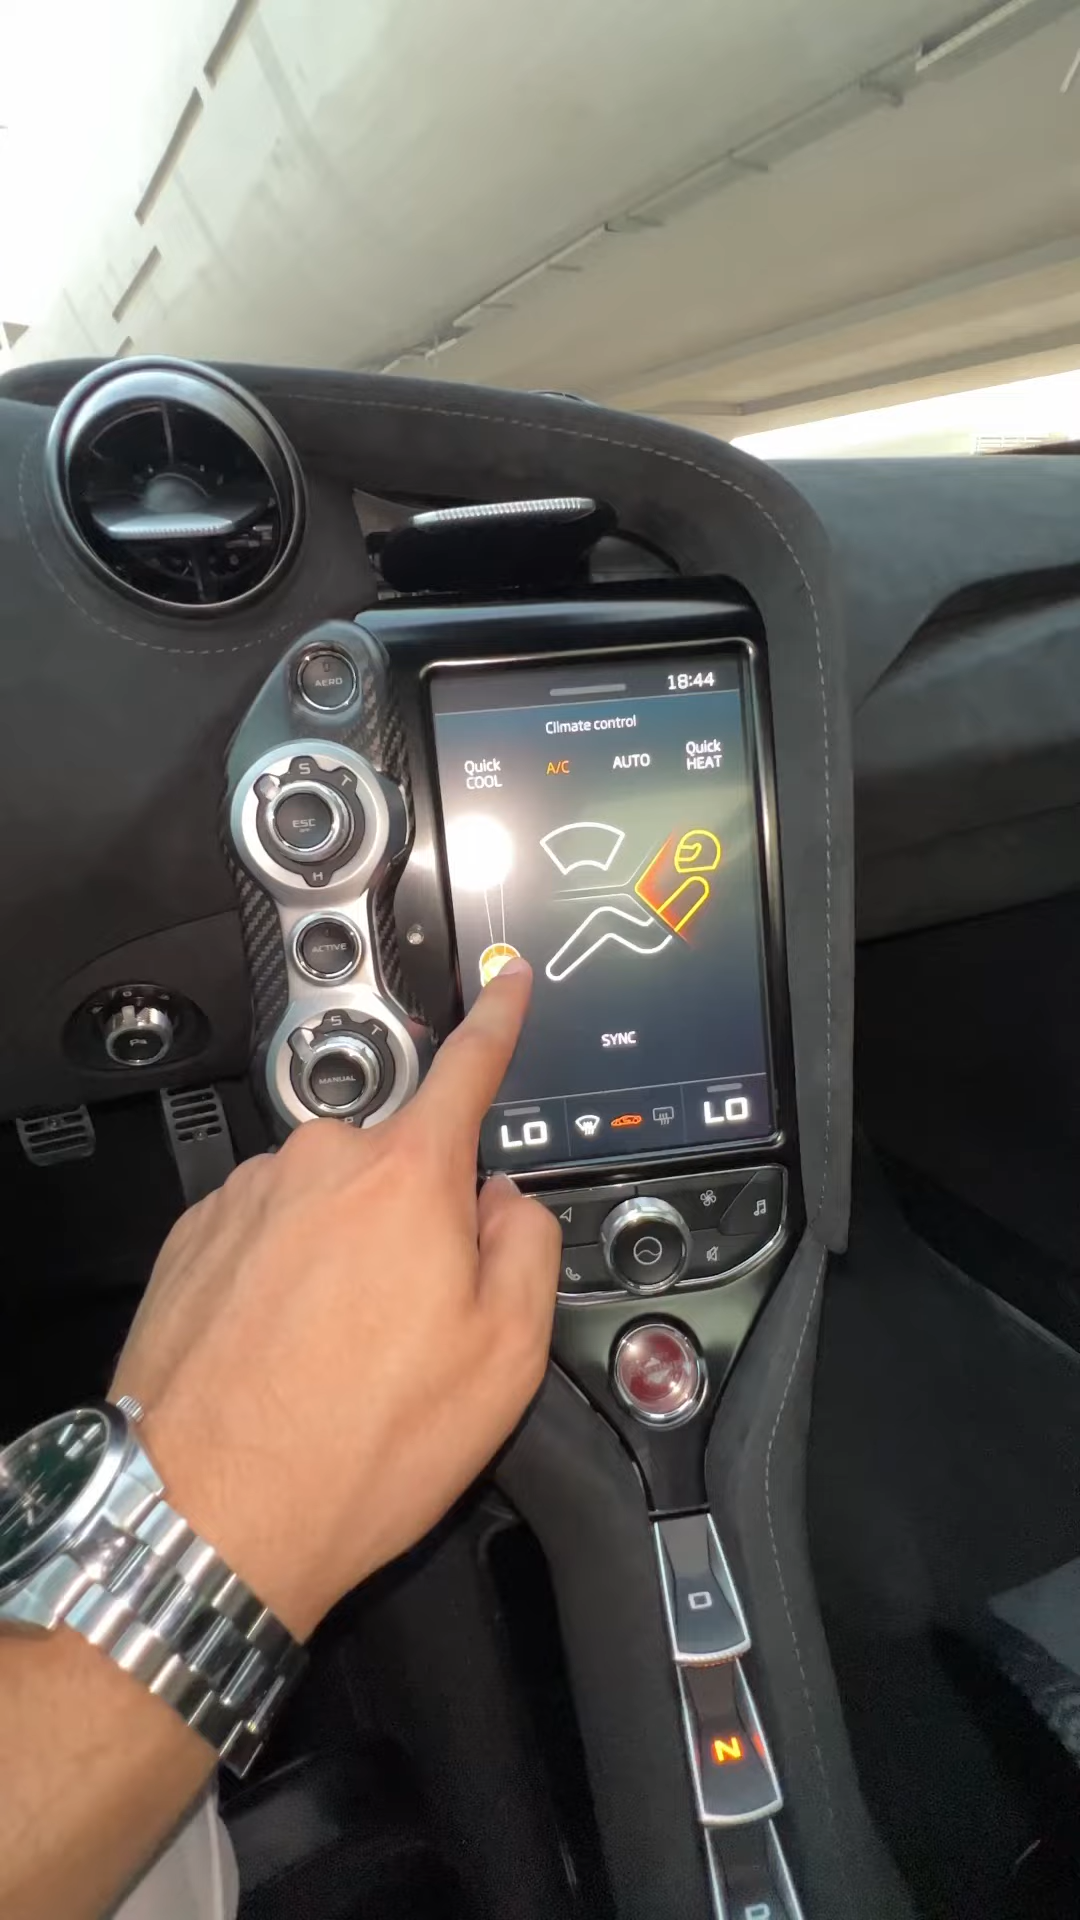 18:44
Climate control
Quick
COOL
A/C
AUTO
Quick
HEAT
SYNC
LO
LO
AERO
S
T
ESC
H
ACTIVE
S
T
MANUAL
D
N